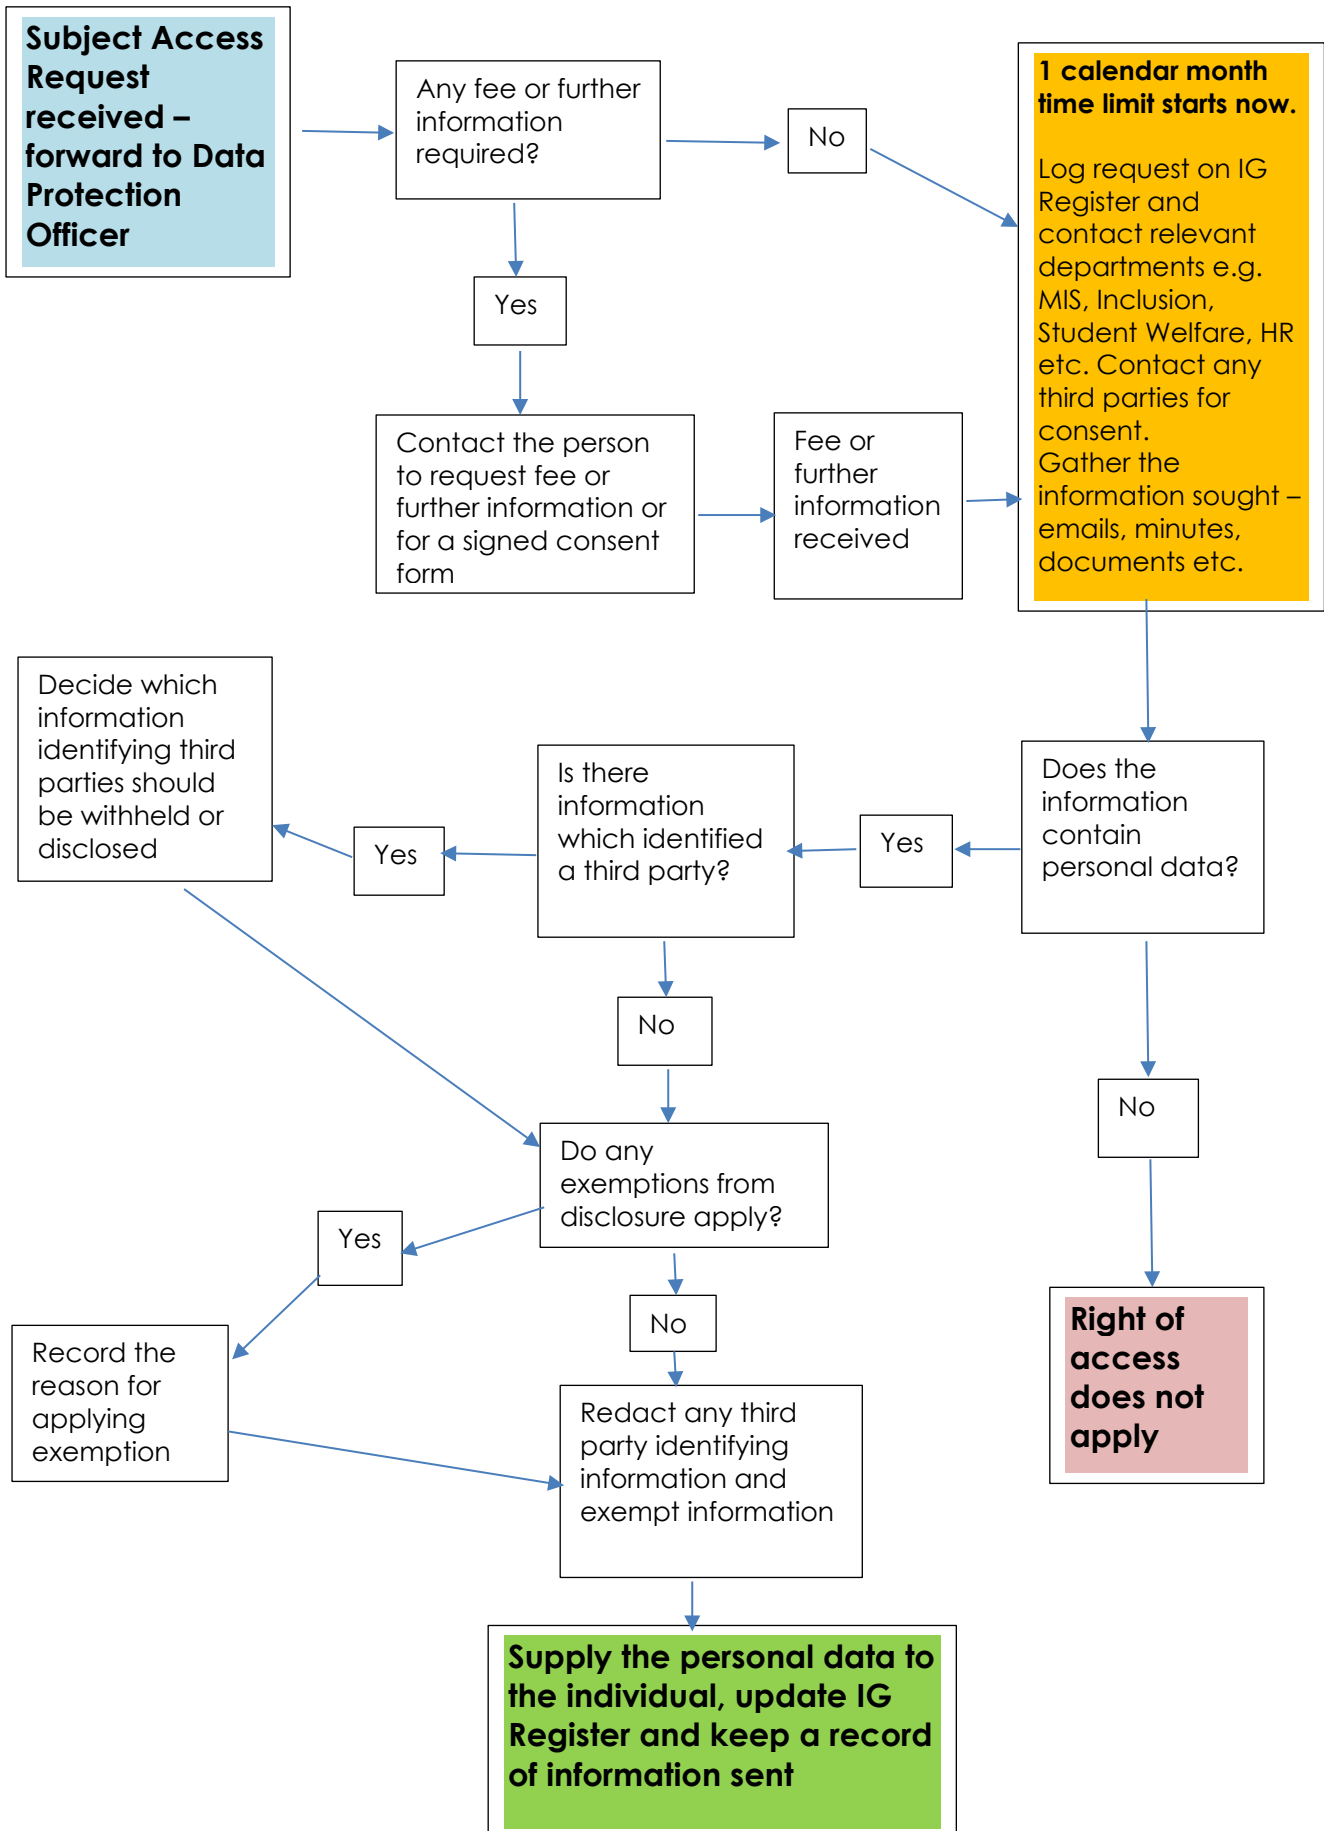 Subject Access
Request
received –
forward to Data
Protection
Officer
Any fee or further
information
required?
No
1 calendar month
time limit starts now.
Log request on IG
Register and
contact relevant
departments e.g.
MIS, Inclusion,
Student Welfare, HR
etc. Contact any
third parties for
consent.
Gather the
information sought –
emails, minutes,
documents etc.
Yes
Contact the person
to request fee or
further information or
for a signed consent
form
Fee or
further
information
received
Does the
information
contain
personal data?
Yes
Is there
information
which identified
a third party?
Yes
Decide which
information
identifying third
parties should
be withheld or
disclosed
No
No
Do any
exemptions from
disclosure apply?
Yes
No
Record the
reason for
applying
exemption
Redact any third
party identifying
information and
exempt information
Right of
access
does not
apply
Supply the personal data to
the individual, update IG
Register and keep a record
of information sent